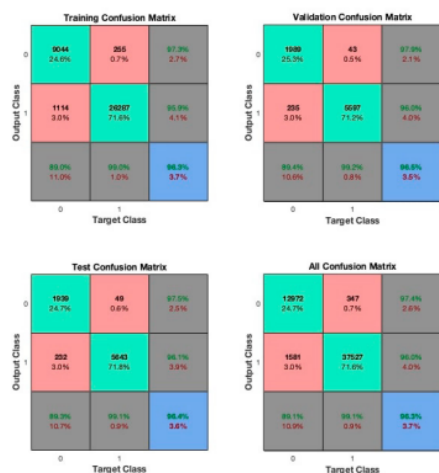 Training Confusion Matrix
Output Class
0
9044 255 97.3%
24.6% 0.7% 2.7%
1
1114 26287 95.9%
3.0% 71.6% 4.1%
89.0% 99.0% 96.3%
11.0% 1.0% 3.7%
0 1
Target Class
Validation Confusion Matrix
Output Class
0
1989 43 97.9%
25.3% 0.5% 2.1%
1
235 5597 96.0%
3.0% 71.2% 4.0%
89.4% 99.2% 96.5%
10.6% 0.8% 3.5%
0 1
Target Class
Test Confusion Matrix
Output Class
0
1939 49 97.5%
24.7% 0.6% 2.5%
1
232 5643 96.1%
3.0% 71.8% 3.9%
89.3% 99.1% 96.4%
10.7% 0.9% 3.6%
0 1
Target Class
All Confusion Matrix
Output Class
0
12972 347 97.4%
24.7% 0.7% 2.6%
1
1581 37527 96.0%
3.0% 71.6% 4.0%
89.1% 99.1% 96.3%
10.9% 0.9% 3.7%
0 1
Target Class